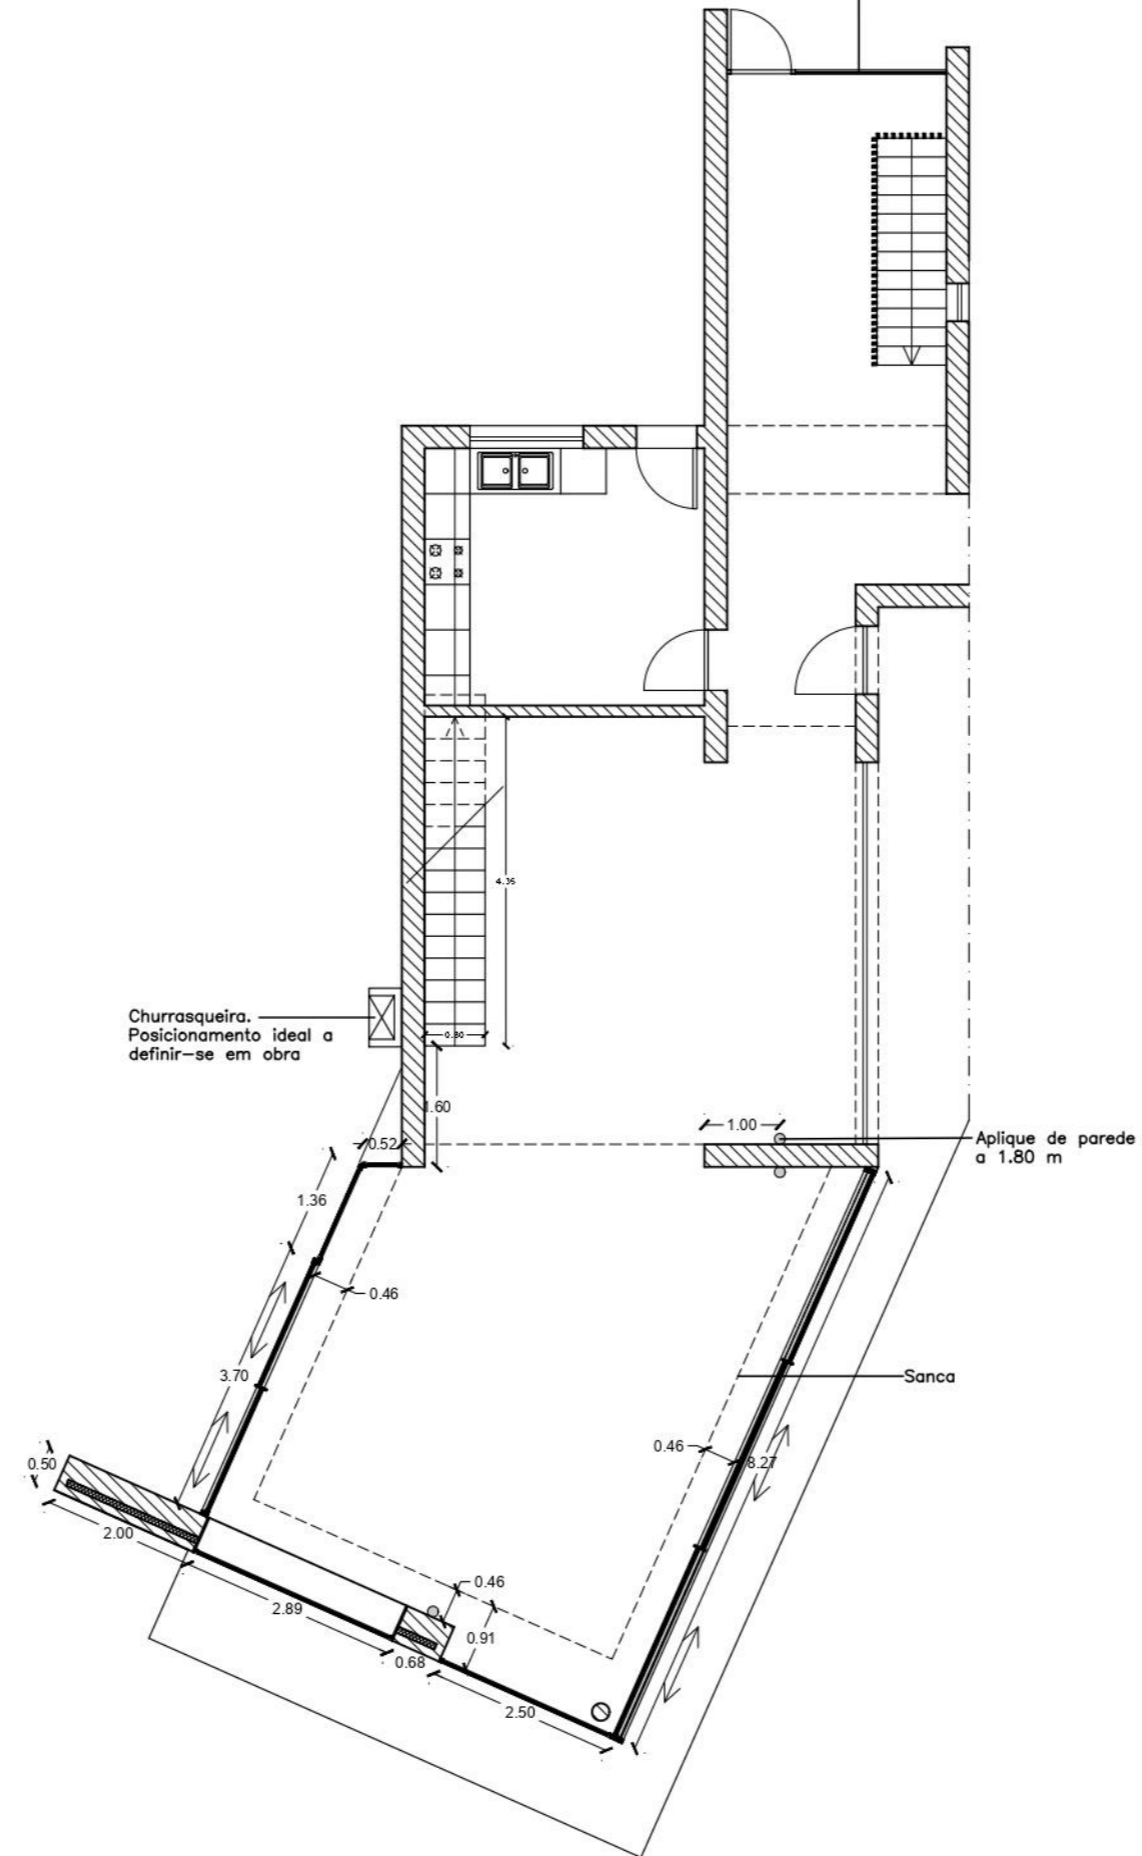 4.35
Churrasqueira.
Posicionamento ideal a
definir-se em obra
0.80
.60
1.00
0.52
Aplique de parede
a 1.80 m
1.36
0.46
3.70
Sanca
0.46
8.27
0.50
2.00
0.46
2.89
0.91
0.68
2.50